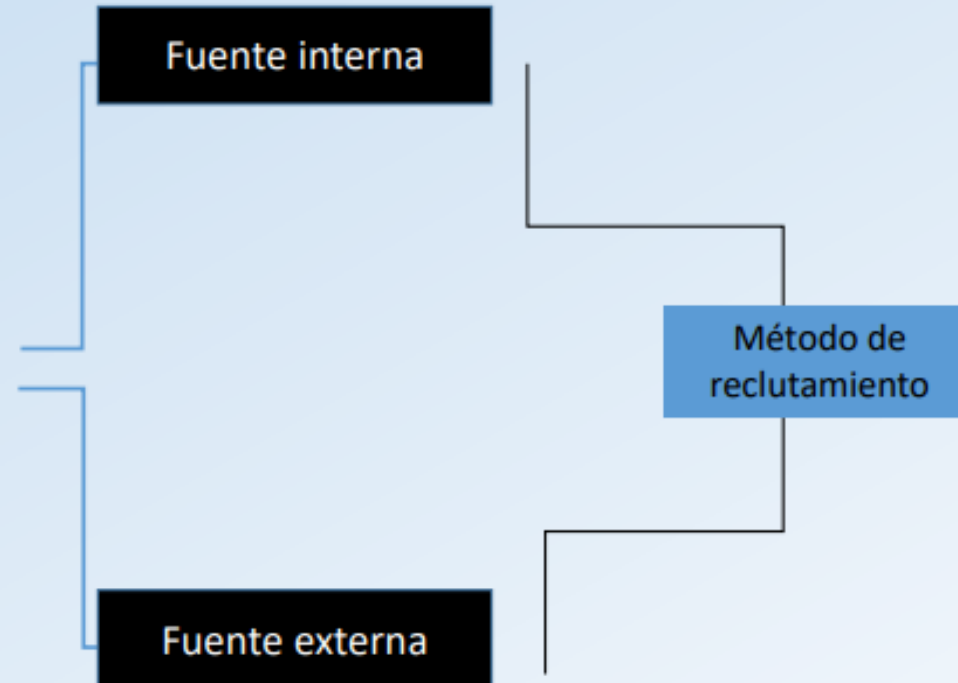 Fuente interna
Método de
reclutamiento
Fuente externa